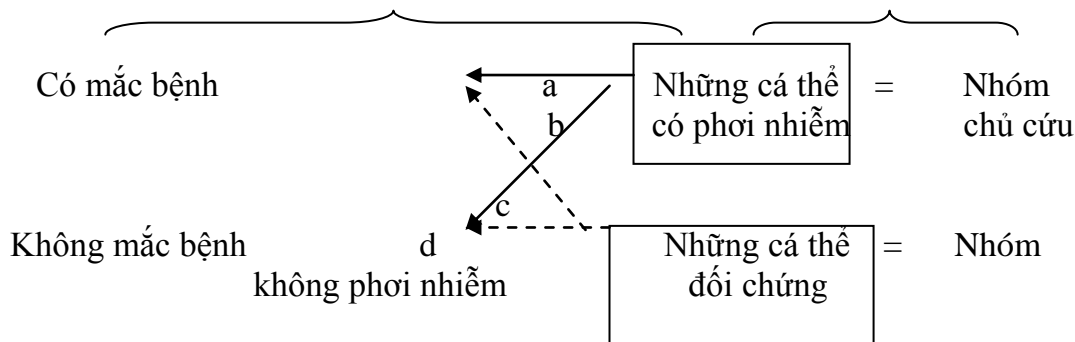 Có mắc bệnh a Những cá thể = Nhóm
b có phơi nhiễm chủ cứu
c
Không mắc bệnh d Những cá thể = Nhóm
không phơi nhiễm đối chứng